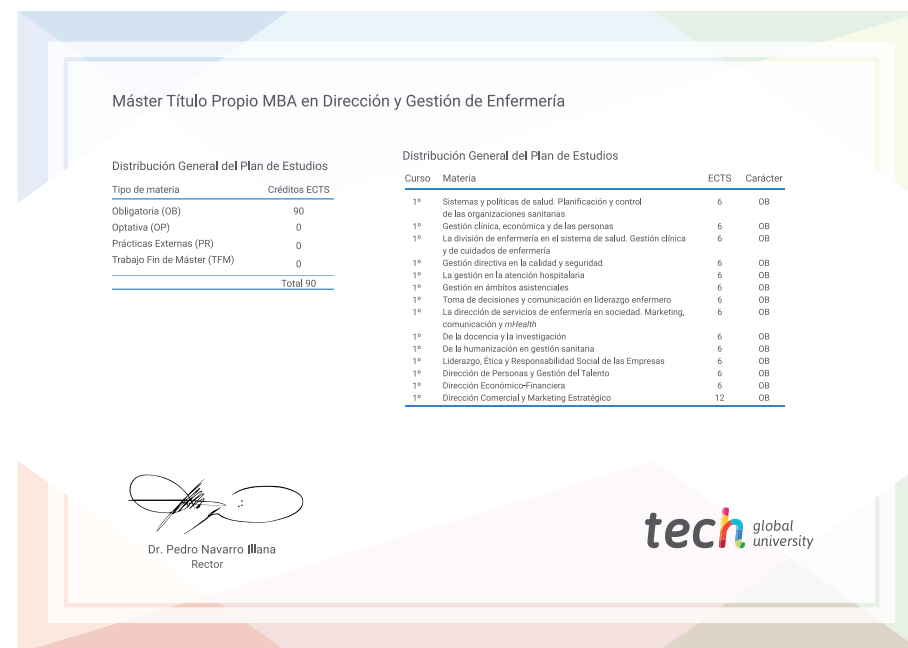 Máster Título Propio MBA en Dirección y Gestión de Enfermería
Distribución General del Plan de Estudios
Tipo de materia Créditos ECTS
Obligatoria (OB) 90
Optativa (OP) 0
Prácticas Externas (PR) 0
Trabajo Fin de Máster (TFM) 0
Total 90
Distribución General del Plan de Estudios
Curso Materia ECTS Carácter
1º Sistemas y políticas de salud. Planificación y control 6 OB
de las organizaciones sanitarias
1º Gestión clínica, económica y de las personas 6 OB
1º La división de enfermería en el sistema de salud. Gestión clínica 6 OB
y de cuidados de enfermería
1º Gestión directiva en la calidad y seguridad 6 OB
1º La gestión en la atención hospitalaria 6 OB
1º Gestión en ámbitos asistenciales 6 OB
1º Toma de decisiones y comunicación en liderazgo enfermero 6 OB
1º La dirección de servicios de enfermería en sociedad. Marketing, 6 OB
comunicación y mHealth
1º De la docencia y la investigación 6 OB
1º De la humanización en gestión sanitaria 6 OB
1º Liderazgo, Ética y Responsabilidad Social de las Empresas 6 OB
1º Dirección de Personas y Gestión del Talento 6 OB
1º Dirección Económico-Financiera 6 OB
1º Dirección Comercial y Marketing Estratégico 12 OB
Dr. Pedro Navarro Illana
Rector
tech global
university